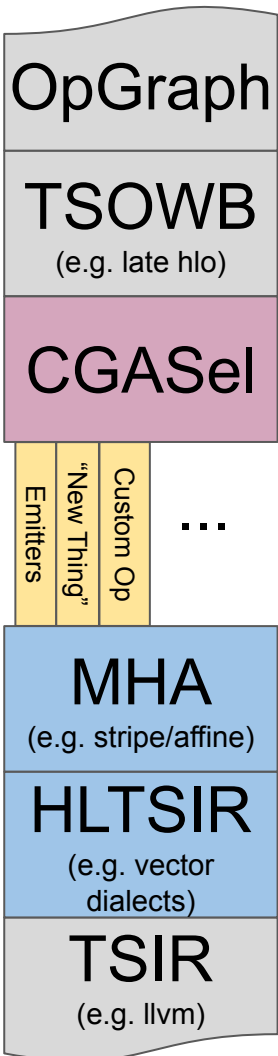 OpGraph
TSOWB
(e.g. late hlo)
CGASel
Emitters
“New Thing”
Custom Op
...
MHA
(e.g. stripe/affine)
HLTSIR
(e.g. vector
dialects)
TSIR
(e.g. llvm)